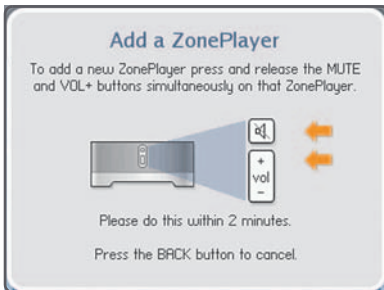 Add a ZonePlayer
To add a new ZonePlayer press and release the MUTE
and VOL+ buttons simultaneously on that ZonePlayer.
+
vol
-
Please do this within 2 minutes.
Press the BACK button to cancel.